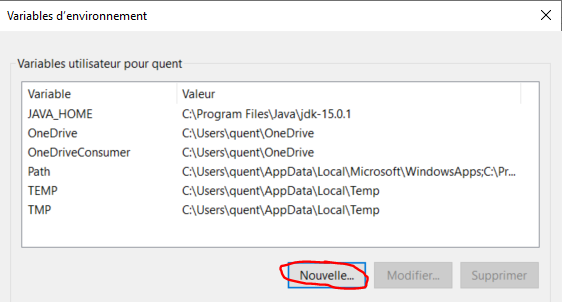 Variables d'environnement
Variables utilisateur pour quent
Variable Valeur
JAVA_HOME C:\Program Files\Java\jdk-15.0.1
OneDrive C:\Users\quent\OneDrive
OneDriveConsumer C:\Users\quent\OneDrive
Path C:\Users\quent\AppData\Local\Microsoft\WindowsApps;C:\Pr...
TEMP C:\Users\quent\AppData\Local\Temp
TMP C:\Users\quent\AppData\Local\Temp
Nouvelle... Modifier... Supprimer